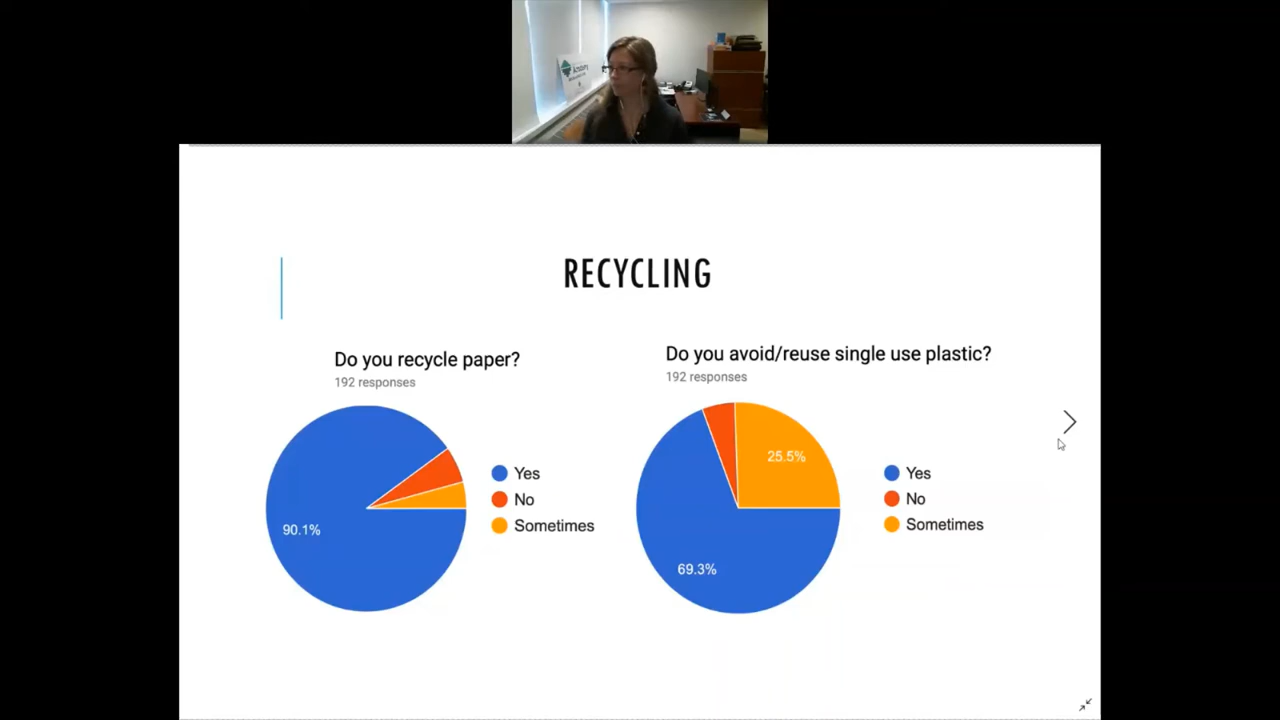 Academy
RECYCLING
Do you recycle paper?
192 responses
90.1%
Yes
No
Sometimes
Do you avoid/reuse single use plastic?
192 responses
25.5%
69.3%
Yes
No
Sometimes